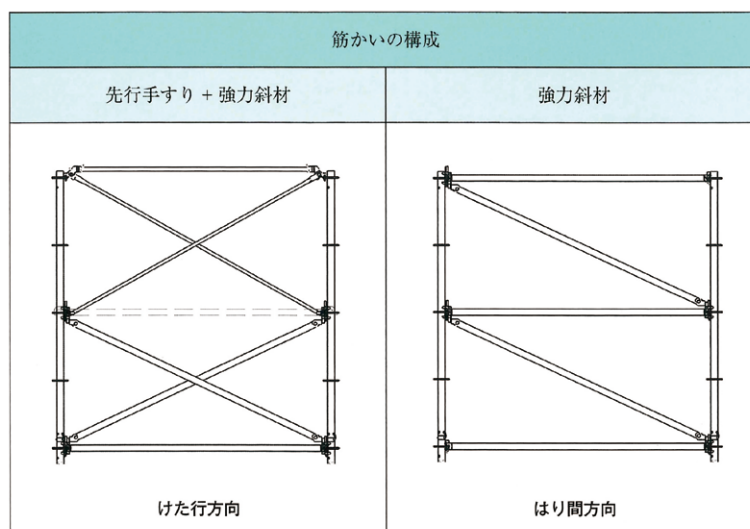 筋かいの構成
先行手すり + 強力斜材
強力斜材
けた行方向
はり間方向